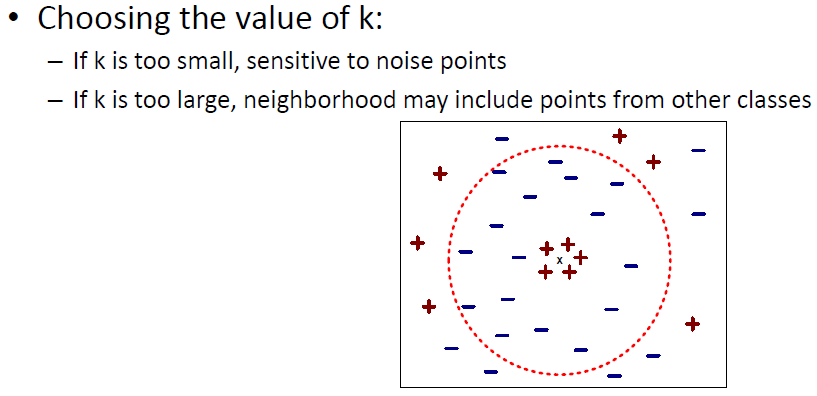 • Choosing the value of k:
– If k is too small, sensitive to noise points
– If k is too large, neighborhood may include points from other classes
x